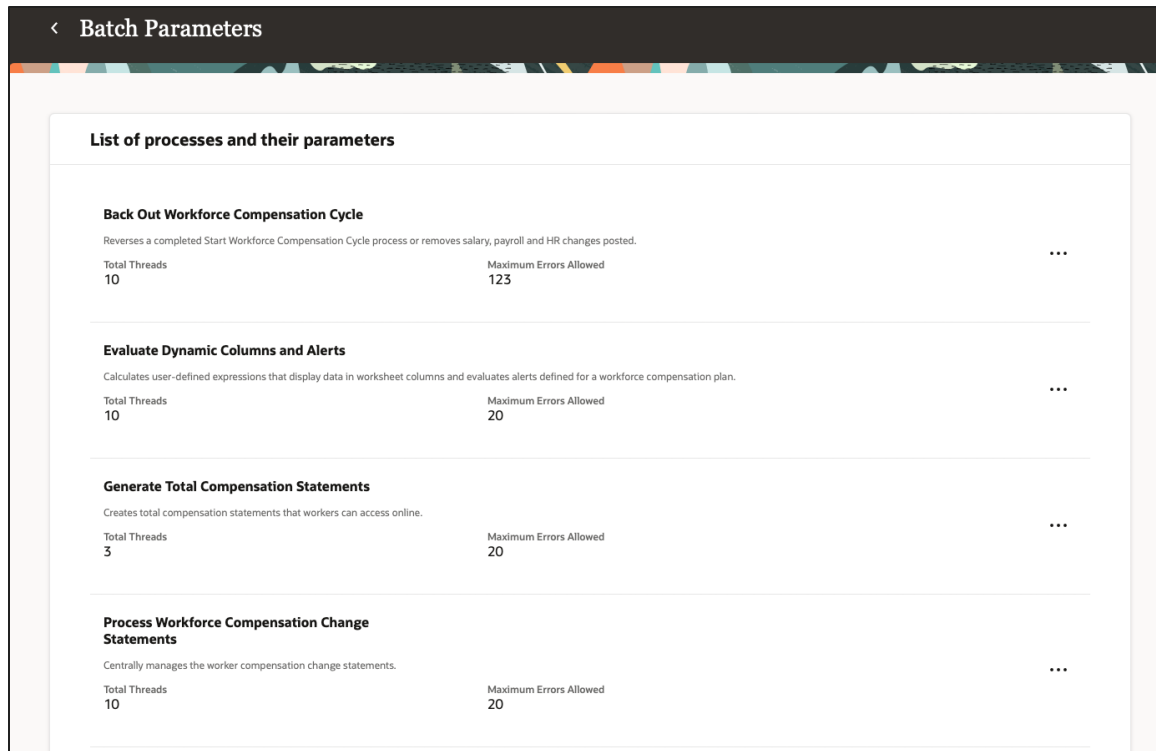 Batch Parameters
List of processes and their parameters
Back Out Workforce Compensation Cycle
Reverses a completed Start Workforce Compensation Cycle process or removes salary, payroll and HR changes posted.
Total Threads
10
Maximum Errors Allowed
123
Evaluate Dynamic Columns and Alerts
Calculates user-defined expressions that display data in worksheet columns and evaluates alerts defined for a workforce compensation plan.
Total Threads
10
Maximum Errors Allowed
20
Generate Total Compensation Statements
Creates total compensation statements that workers can access online.
Total Threads
3
Maximum Errors Allowed
20
Process Workforce Compensation Change
Statements
Centrally manages the worker compensation change statements.
Total Threads
10
Maximum Errors Allowed
20